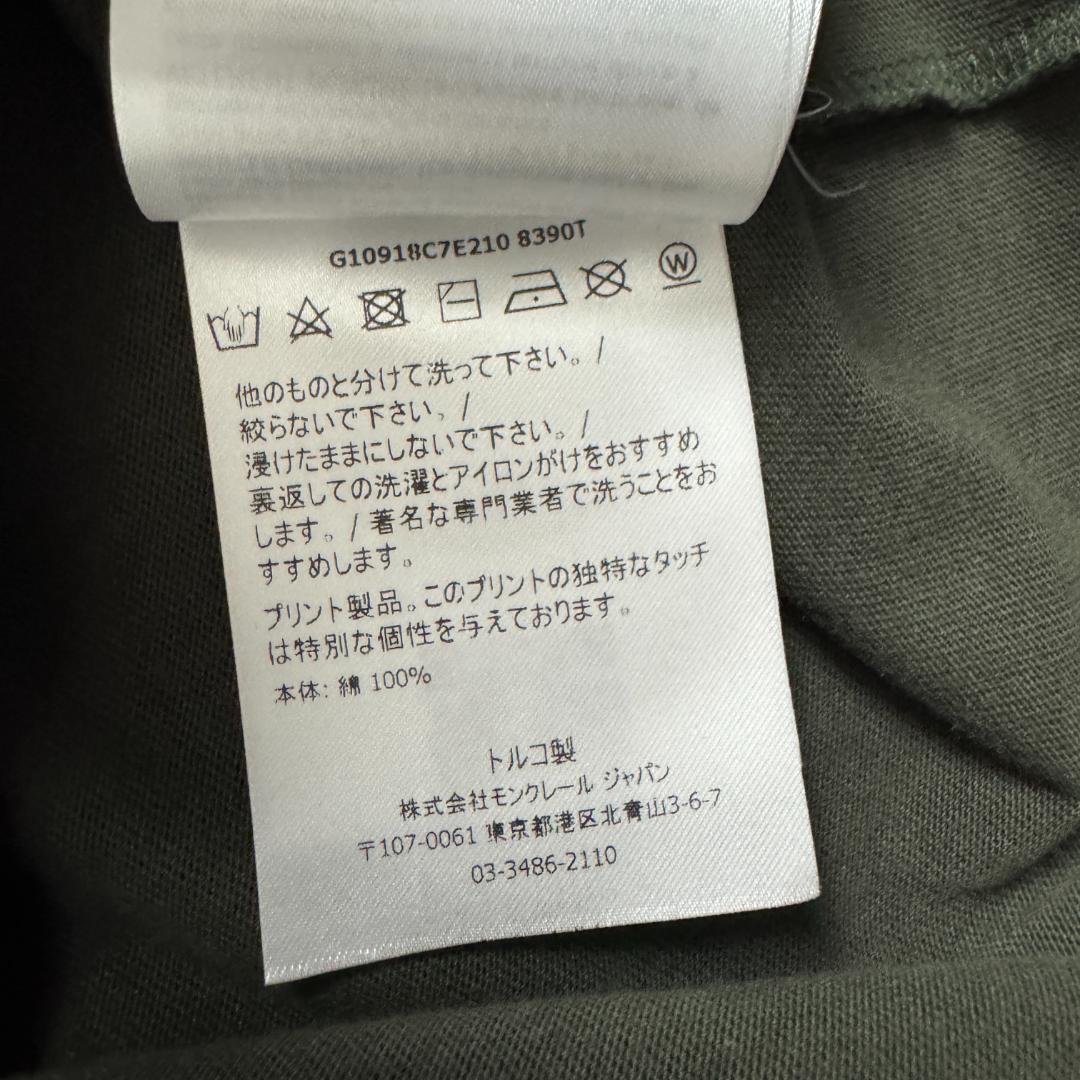 G10918C7E210 8390T
W
他のものと分けて洗って下さい。/
絞らないで下さい。/
浸けたままにしないで下さい。/
裏返しての洗濯とアイロンがけをおすすめ
します。/ 著名な専門業者で洗うことをお
すすめします。
プリント製品。このプリントの独特なタッチ
は特別な個性を与えております。
本体: 綿 100%
トルコ製
株式会社モンクレール ジャパン
〒107-0061 東京都港区北青山3-6-7
03-3486-2110